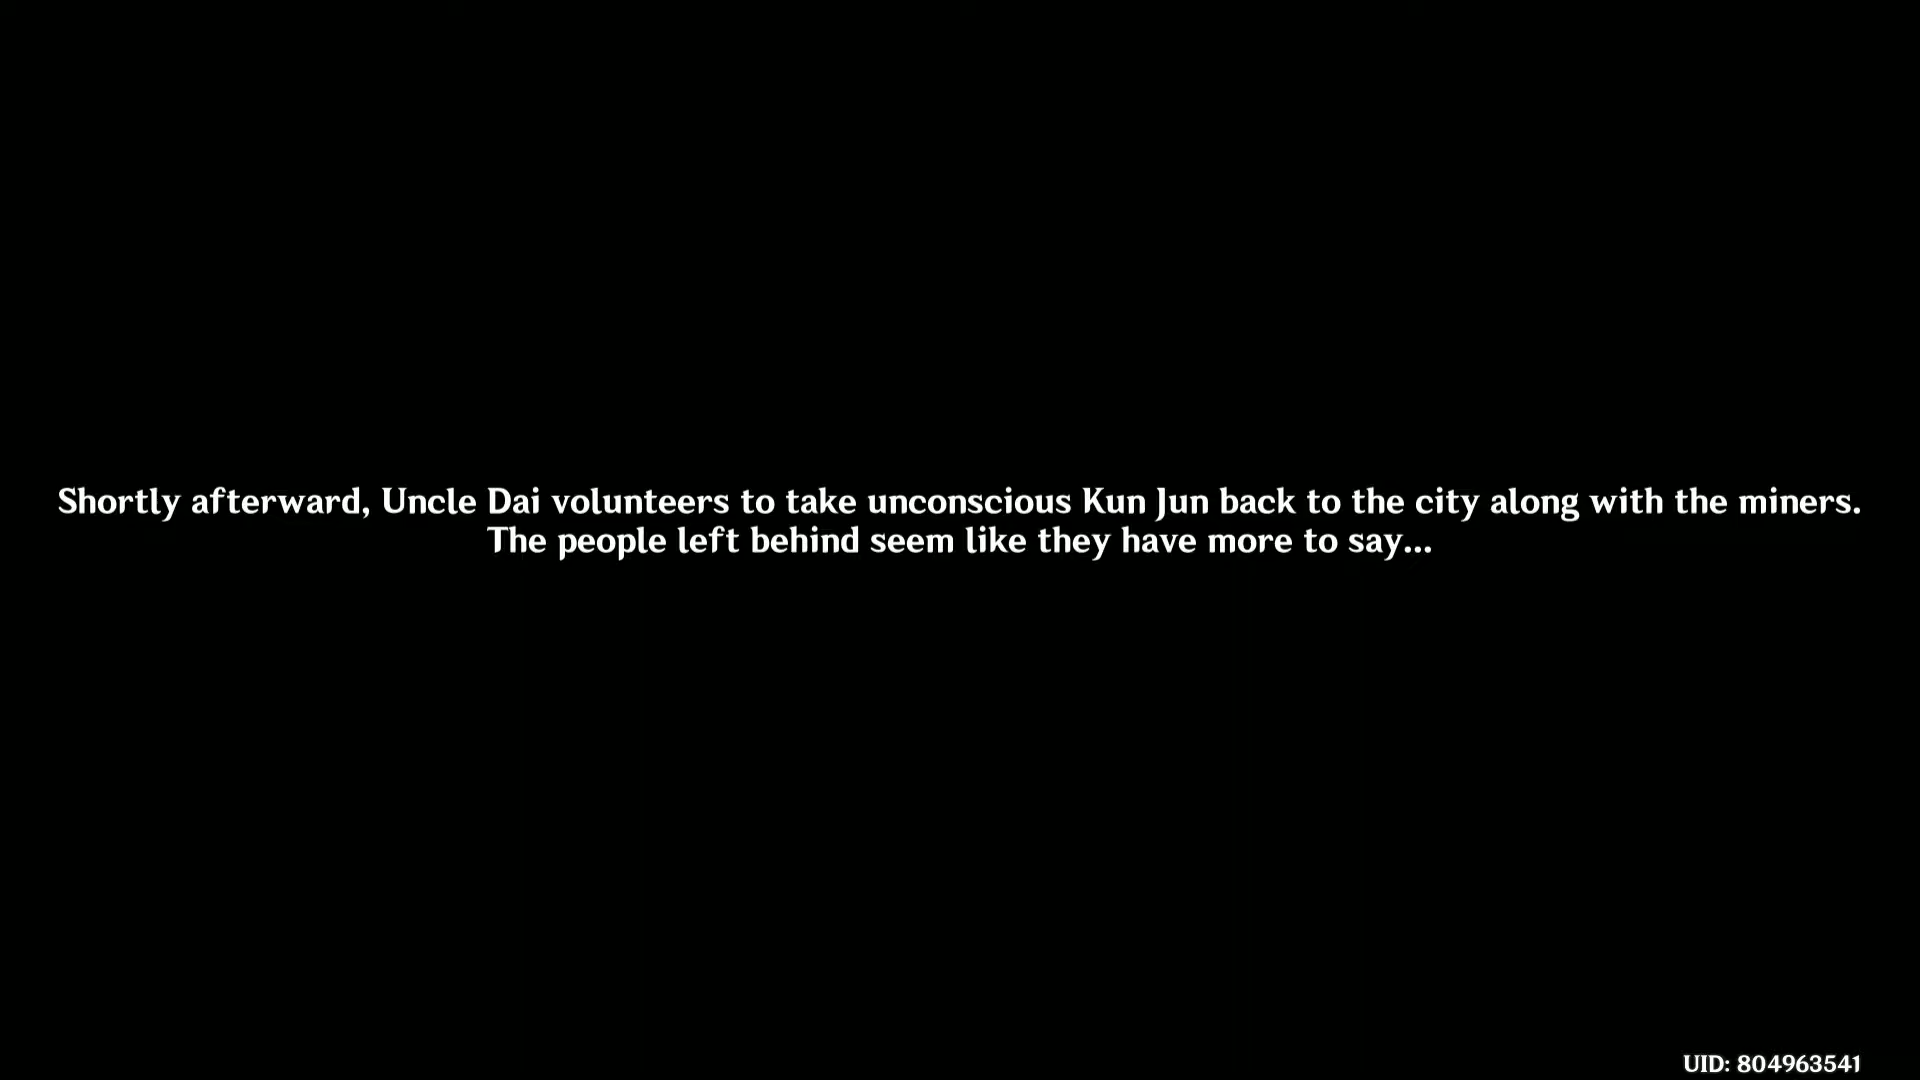 Shortly afterward, Uncle Dai volunteers to take unconscious Kun Jun back to the city along with the miners.
The people left behind seem like they have more to say...
UID: 804963541